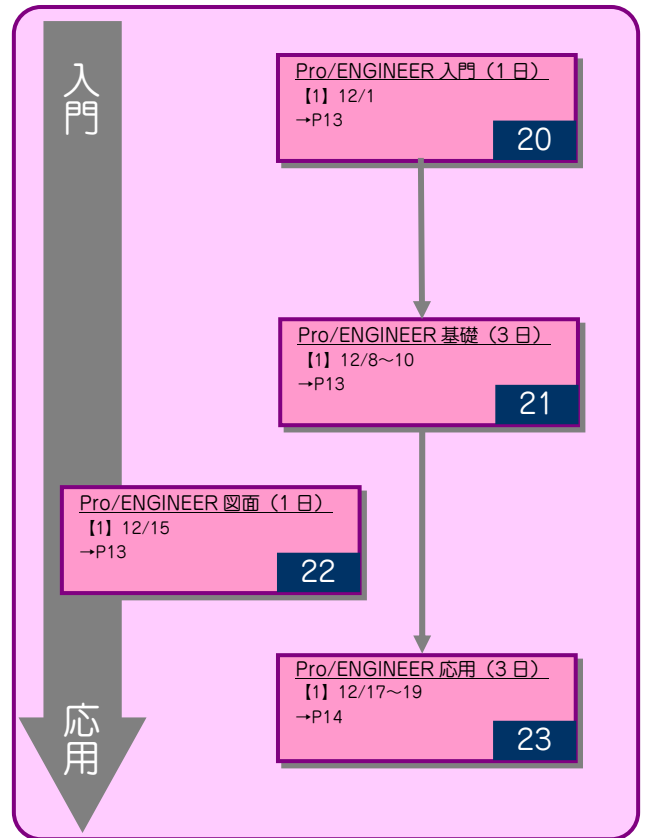 入門
Pro/ENGINEER 入門（1 日）
【1】12/1
→P13
20
Pro/ENGINEER 基礎（3 日）
【1】12/8～10
→P13
21
Pro/ENGINEER 図面（1 日）
【1】12/15
→P13
22
Pro/ENGINEER 応用（3 日）
【1】12/17～19
→P14
23
応用